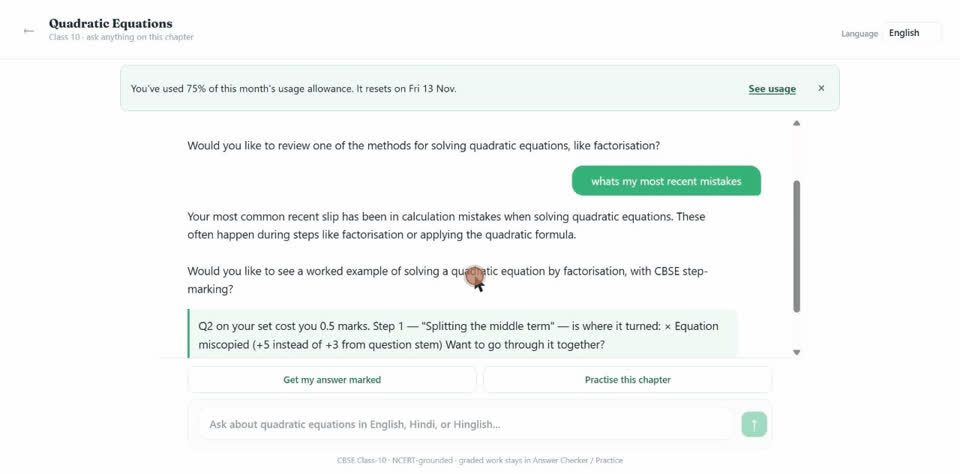 ←
Quadratic Equations
Class 10 · ask anything on this chapter
Language English
You've used 75% of this month's usage allowance. It resets on Fri 13 Nov.
See usage ×
Would you like to review one of the methods for solving quadratic equations, like factorisation?
whats my most recent mistakes
Your most common recent slip has been in calculation mistakes when solving quadratic equations. These
often happen during steps like factorisation or applying the quadratic formula.
Would you like to see a worked example of solving a quadratic equation by factorisation, with CBSE step-
marking?
Q2 on your set cost you 0.5 marks. Step 1 — "Splitting the middle term" — is where it turned: × Equation
miscopied (+5 instead of +3 from question stem) Want to go through it together?
Get my answer marked
Practise this chapter
Ask about quadratic equations in English, Hindi, or Hinglish...
↑
CBSE Class-10 · NCERT-grounded · graded work stays in Answer Checker / Practice